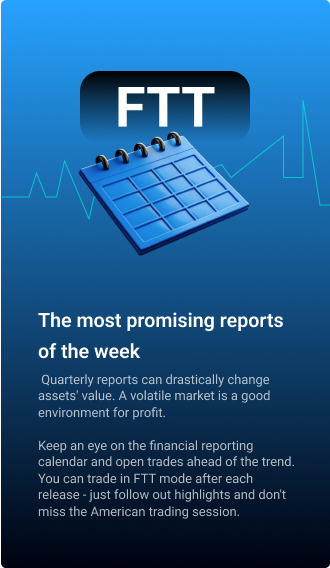 FTT
The most promising reports
of the week
Quarterly reports can drastically change
assets' value. A volatile market is a good
environment for profit.
Keep an eye on the financial reporting
calendar and open trades ahead of the trend.
You can trade in FTT mode after each
release - just follow out highlights and don't
miss the American trading session.